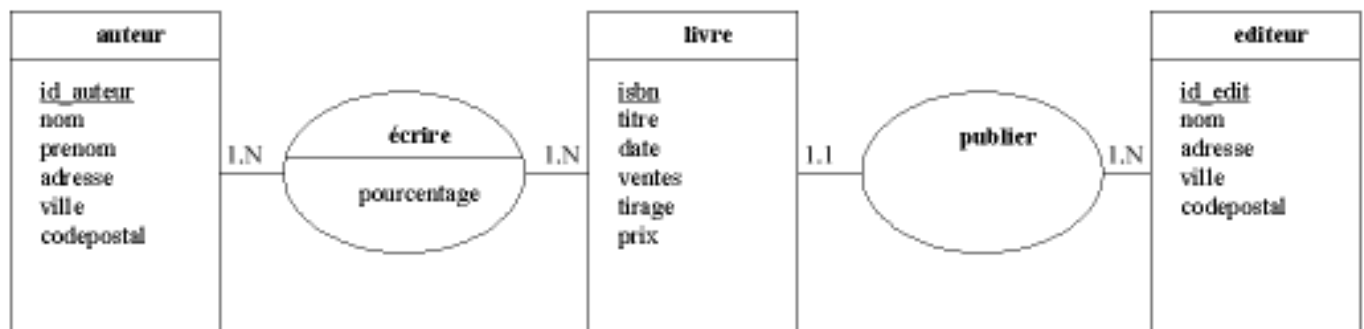 auteur
id_auteur
nom
prenom
adresse
ville
codepostal
1.N
écrire
pourcentage
1.N
livre
isbn
titre
date
ventes
tirage
prix
1.1
publier
1.N
editeur
id_edit
nom
adresse
ville
codepostal